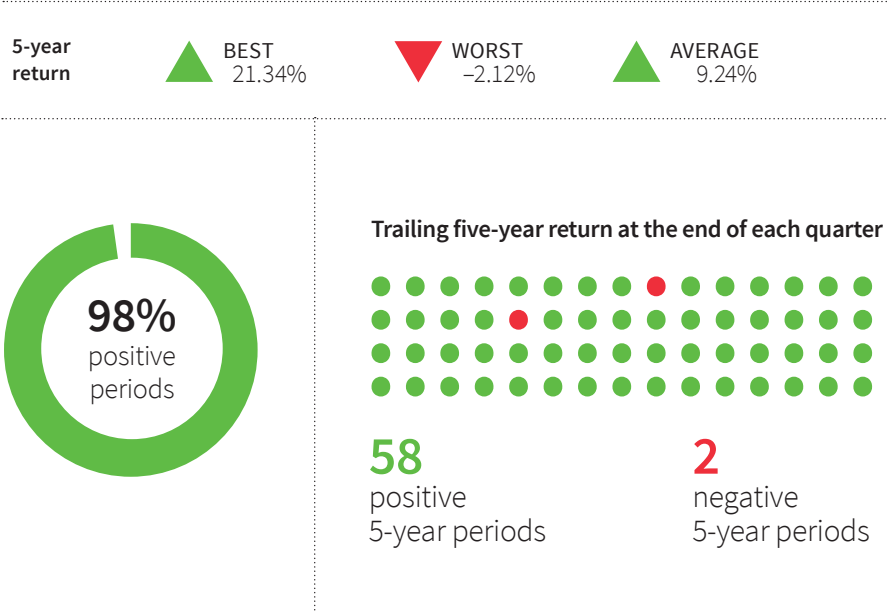 5-year
return
BEST
21.34%
WORST
–2.12%
AVERAGE
9.24%
98%
positive
periods
Trailing five-year return at the end of each quarter
58
positive
5-year periods
2
negative
5-year periods